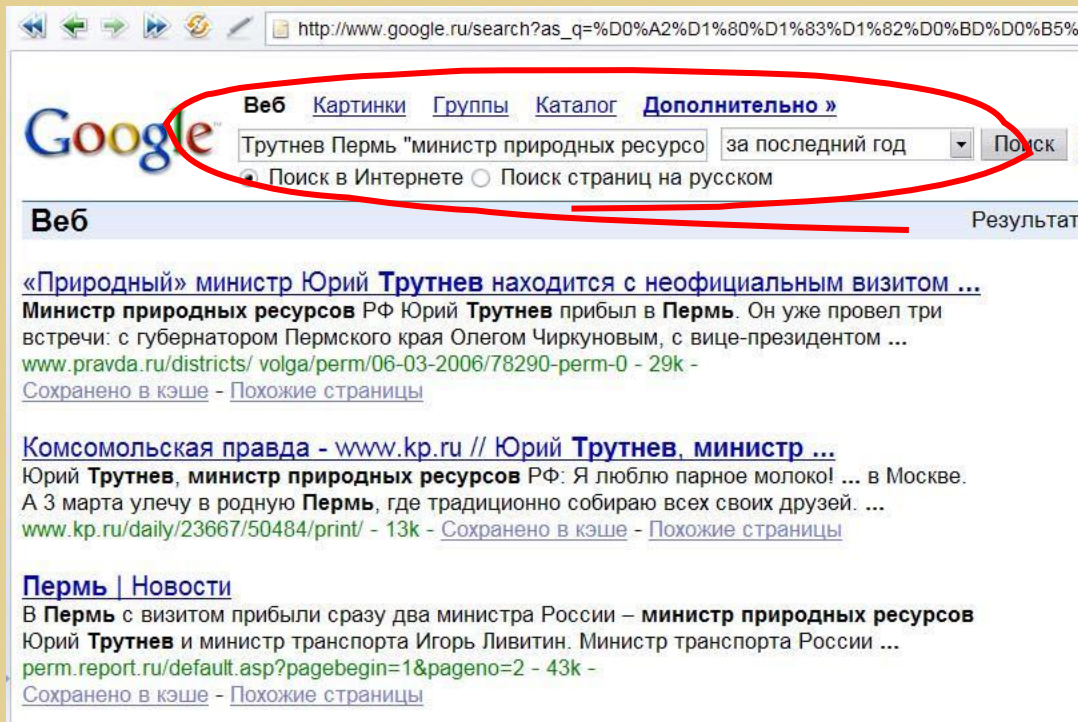 http://www.google.ru/search?as_q=%D0%A2%D1%80%D1%83%D1%82%D0%BD%D0%B5%
Google™
Веб Картинки Группы Каталог Дополнительно »
Трутнев Пермь "министр природных ресурсо за последний год Поиск
Поиск в Интернете Поиск страниц на русском
Веб Результат
«Природный» министр Юрий Трутнев находится с неофициальным визитом ...
Министр природных ресурсов РФ Юрий Трутнев прибыл в Пермь. Он уже провел три
встречи: с губернатором Пермского края Олегом Чиркуновым, с вице-президентом ...
www.pravda.ru/districts/ volga/perm/06-03-2006/78290-perm-0 - 29k -
Сохранено в кэше - Похожие страницы
Комсомольская правда - www.kp.ru // Юрий Трутнев, министр ...
Юрий Трутнев, министр природных ресурсов РФ: Я люблю парное молоко! ... в Москве.
А 3 марта улечу в родную Пермь, где традиционно собираю всех своих друзей. ...
www.kp.ru/daily/23667/50484/print/ - 13k - Сохранено в кэше - Похожие страницы
Пермь | Новости
В Пермь с визитом прибыли сразу два министра России – министр природных ресурсов
Юрий Трутнев и министр транспорта Игорь Ливитин. Министр транспорта России ...
perm.report.ru/default.asp?pagebegin=1&pageno=2 - 43k -
Сохранено в кэше - Похожие страницы